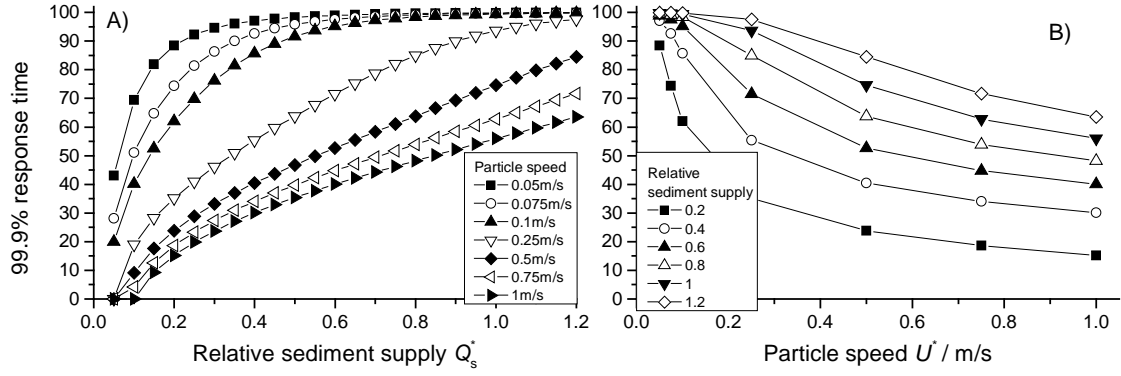 A)
100
90
80
70
60
50
40
30
20
10
0
0.0 0.2 0.4 0.6 0.8 1.0 1.2
99.9% response time
Relative sediment supply Q*s
Particle speed
0.05m/s
0.075m/s
0.1m/s
0.25m/s
0.5m/s
0.75m/s
1m/s
B)
100
90
80
70
60
50
40
30
20
10
0
0.2 0.4 0.6 0.8 1.0
Particle speed U* / m/s
Relative
sediment supply
0.2
0.4
0.6
0.8
1
1.2